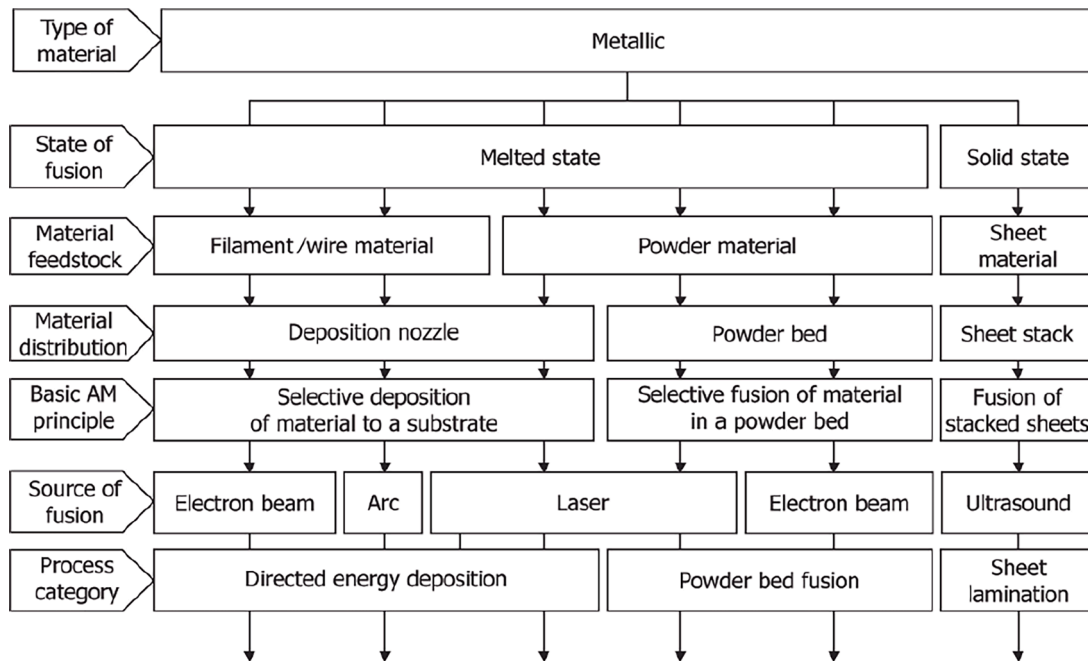 Type of
material
Metallic
State of
fusion
Melted state
Solid state
Material
feedstock
Filament/wire material
Powder material
Sheet
material
Material
distribution
Deposition nozzle
Powder bed
Sheet stack
Basic AM
principle
Selective deposition
of material to a substrate
Selective fusion of material
in a powder bed
Fusion of
stacked sheets
Source of
fusion
Electron beam
Arc
Laser
Electron beam
Ultrasound
Process
category
Directed energy deposition
Powder bed fusion
Sheet
lamination